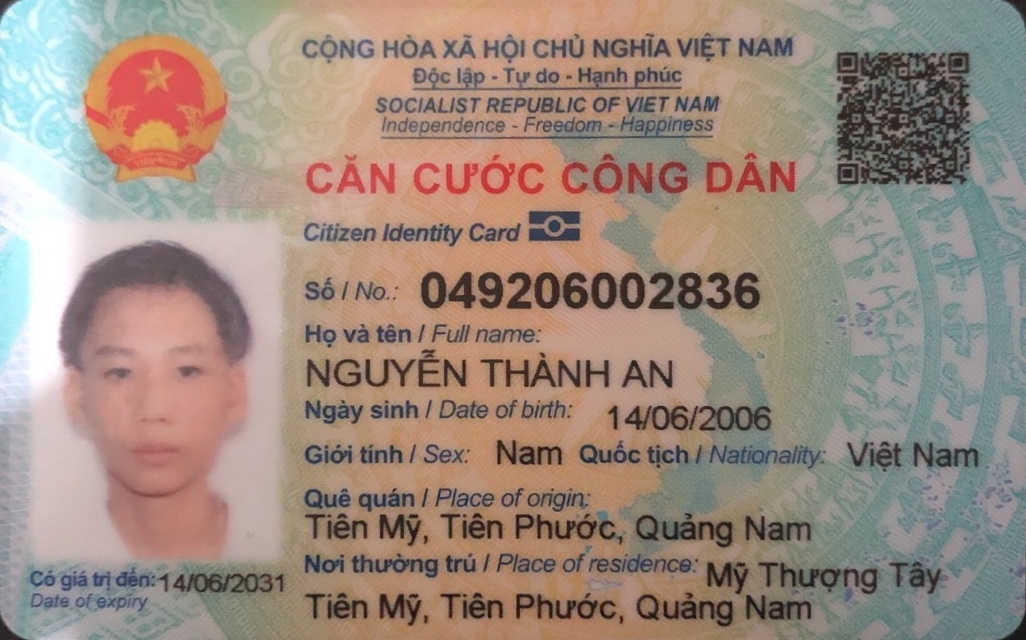 CỘNG HÒA XÃ HỘI CHỦ NGHĨA VIỆT NAM
Độc lập - Tự do - Hạnh phúc
SOCIALIST REPUBLIC OF VIET NAM
Independence - Freedom - Happiness
CĂN CƯỚC CÔNG DÂN
Citizen Identity Card
Số / No.: 049206002836
Họ và tên / Full name:
NGUYỄN THÀNH AN
Ngày sinh / Date of birth: 14/06/2006
Giới tính / Sex: Nam Quốc tịch / Nationality: Việt Nam
Quê quán / Place of origin:
Tiên Mỹ, Tiên Phước, Quảng Nam
Nơi thường trú / Place of residence: Mỹ Thượng Tây
Tiên Mỹ, Tiên Phước, Quảng Nam
Có giá trị đến: 14/06/2031
Date of expiry